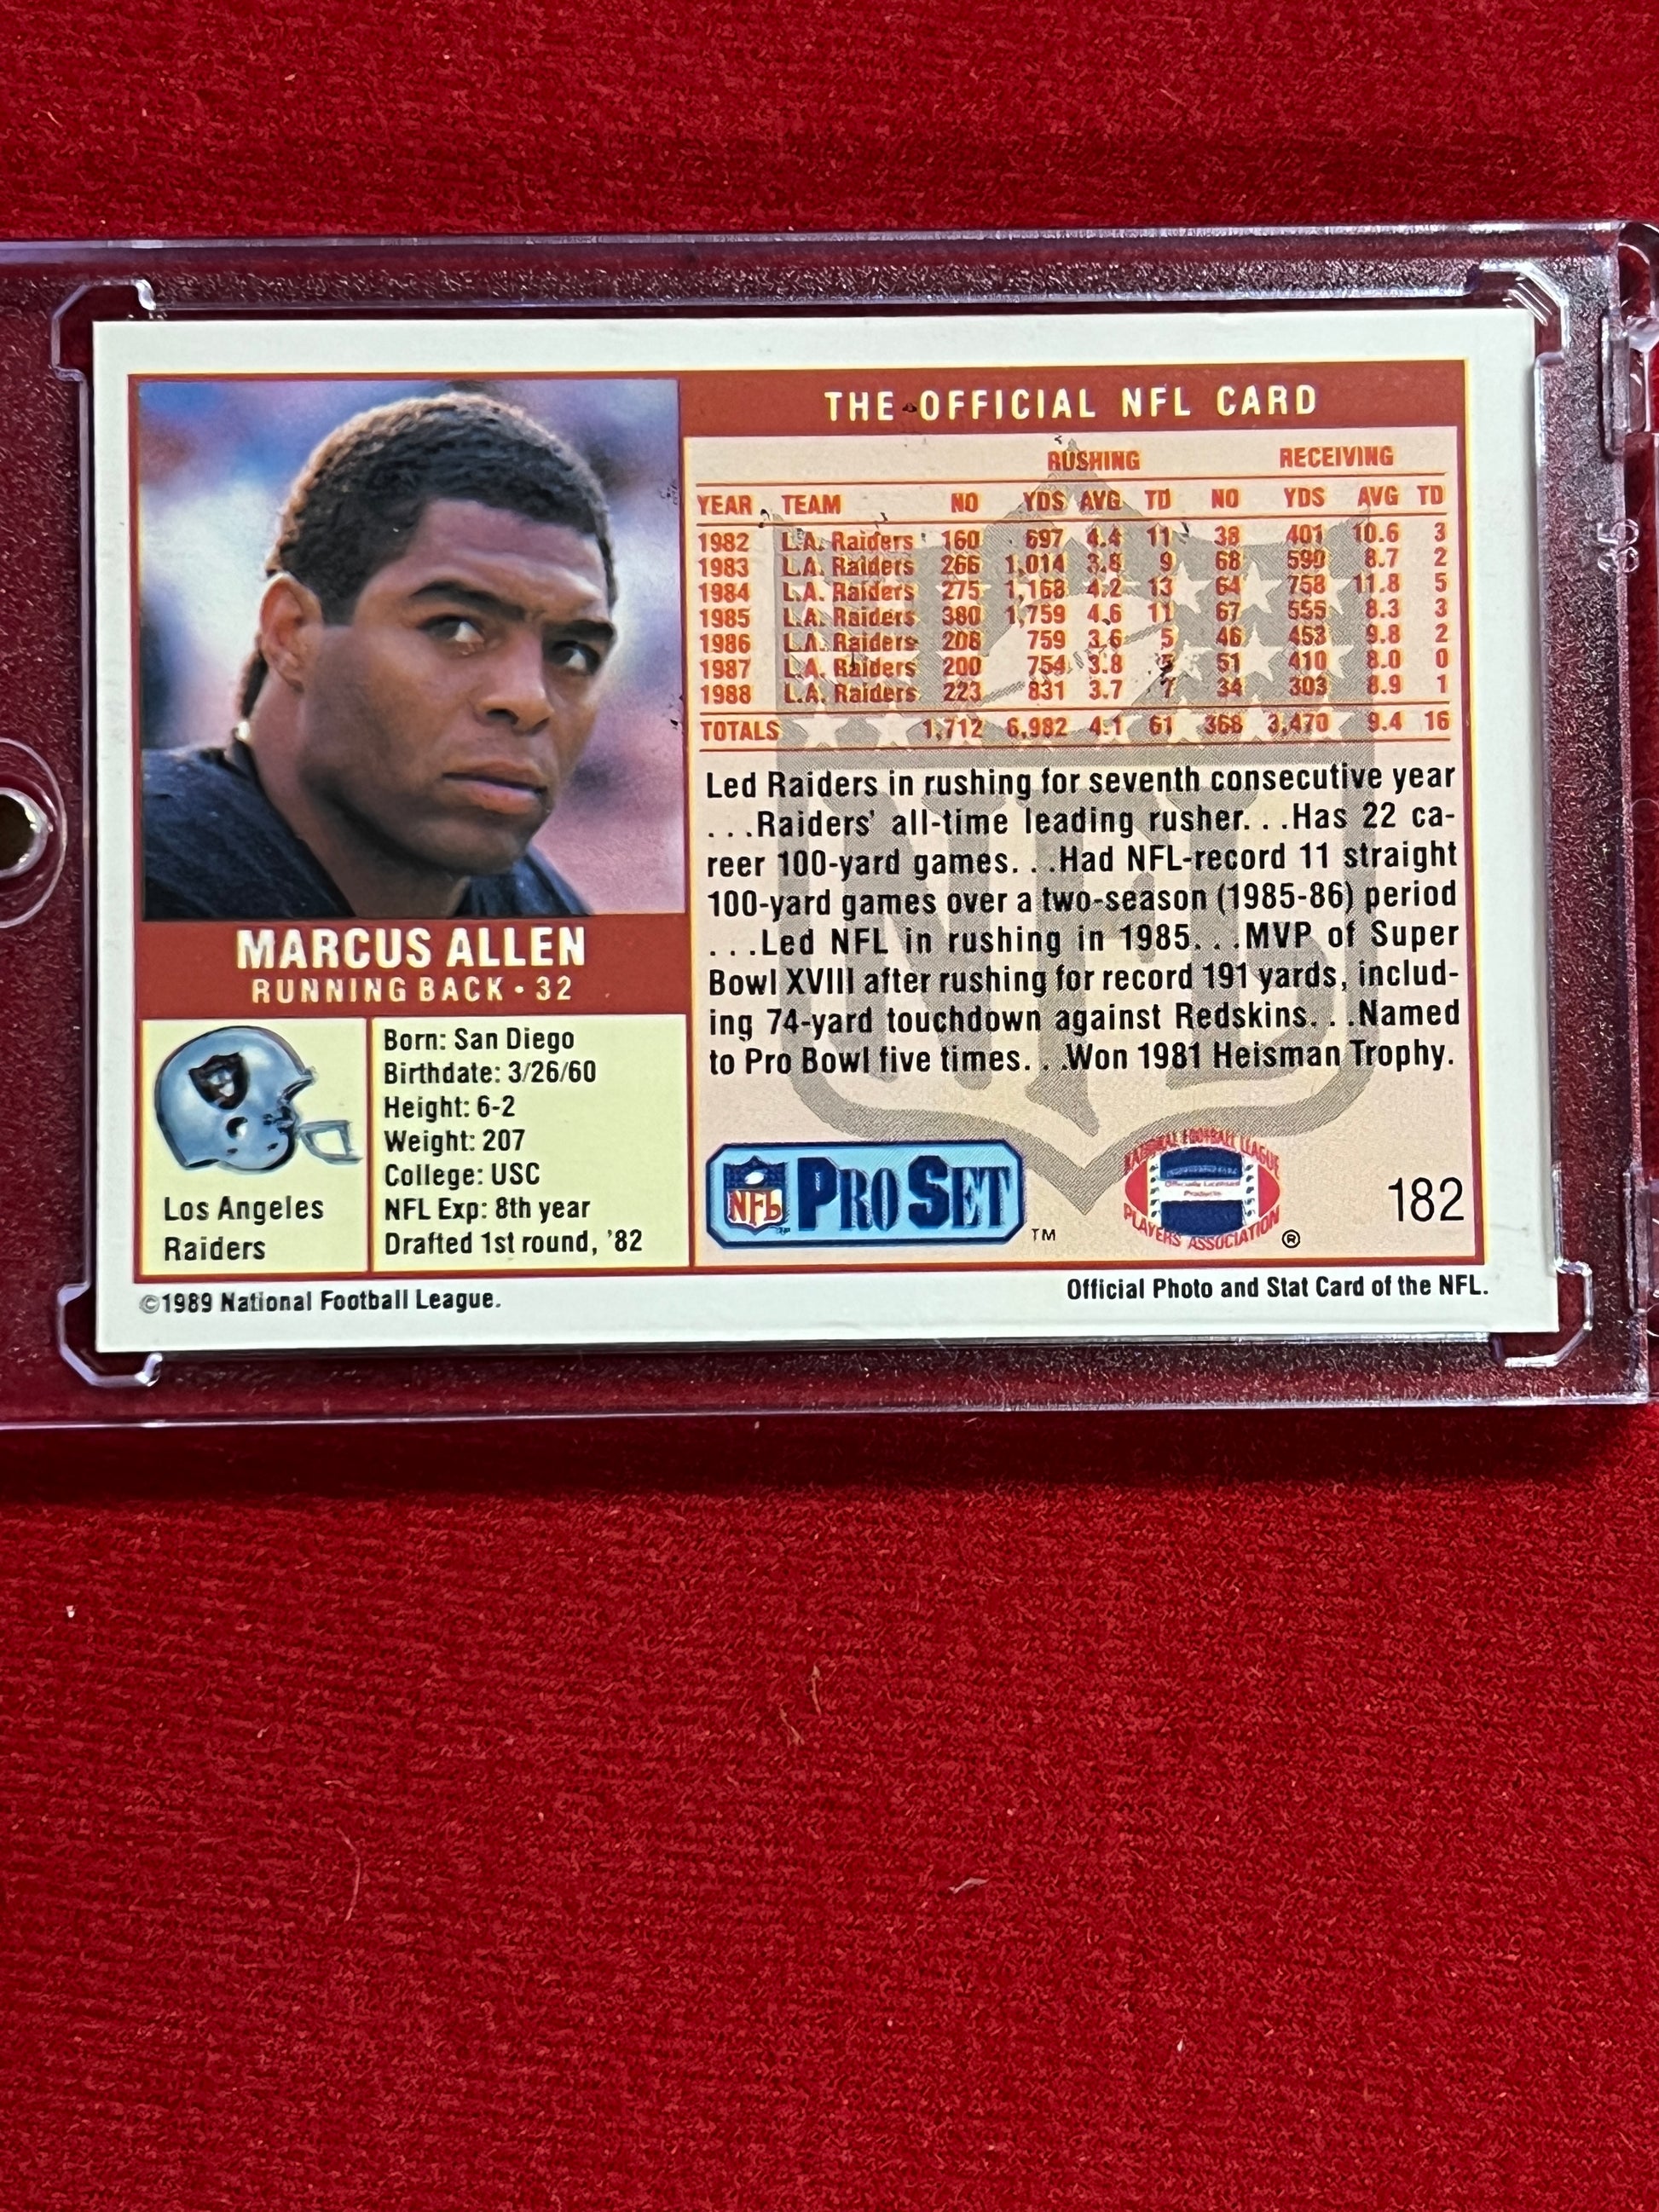 THE OFFICIAL NFL CARD
RUSHING RECEIVING
YEAR TEAM NO YDS AVG TD NO YDS AVG TD
1982 L.A. Raiders 160 697 4.4 11 38 401 10.6 3
1983 L.A. Raiders 266 1,014 3.8 9 68 590 8.7 2
1984 L.A. Raiders 275 1,168 4.2 13 64 758 11.8 5
1985 L.A. Raiders 380 1,759 4.6 11 67 555 8.3 3
1986 L.A. Raiders 208 759 3.6 5 46 453 9.8 2
1987 L.A. Raiders 200 754 3.8 5 51 410 8.0 0
1988 L.A. Raiders 223 831 3.7 7 34 303 8.9 1
TOTALS 1,712 6,982 4.1 61 368 3,470 9.4 16
Led Raiders in rushing for seventh consecutive year
...Raiders' all-time leading rusher...Has 22 ca-
reer 100-yard games...Had NFL-record 11 straight
100-yard games over a two-season (1985-86) period
...Led NFL in rushing in 1985...MVP of Super
Bowl XVIII after rushing for record 191 yards, includ-
ing 74-yard touchdown against Redskins...Named
to Pro Bowl five times...Won 1981 Heisman Trophy.
MARCUS ALLEN
RUNNING BACK • 32
Los Angeles
Raiders
Born: San Diego
Birthdate: 3/26/60
Height: 6-2
Weight: 207
College: USC
NFL Exp: 8th year
Drafted 1st round, '82
NFL PRO SET ™
NATIONAL FOOTBALL LEAGUE
Officially Licensed
Products
PLAYERS ASSOCIATION ®
182
©1989 National Football League.
Official Photo and Stat Card of the NFL.
NFL
35